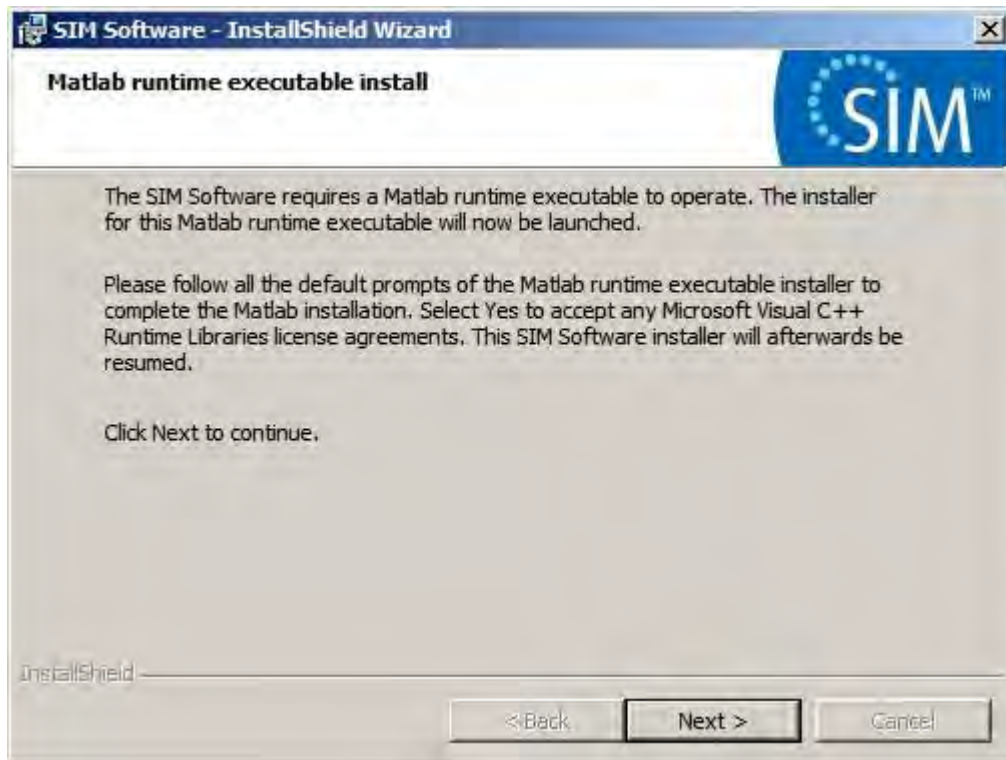 SIM Software - InstallShield Wizard
Matlab runtime executable install
SIM™
The SIM Software requires a Matlab runtime executable to operate. The installer
for this Matlab runtime executable will now be launched.
Please follow all the default prompts of the Matlab runtime executable installer to
complete the Matlab installation. Select Yes to accept any Microsoft Visual C++
Runtime Libraries license agreements. This SIM Software installer will afterwards be
resumed.
Click Next to continue.
InstallShield
< Back
Next >
Cancel